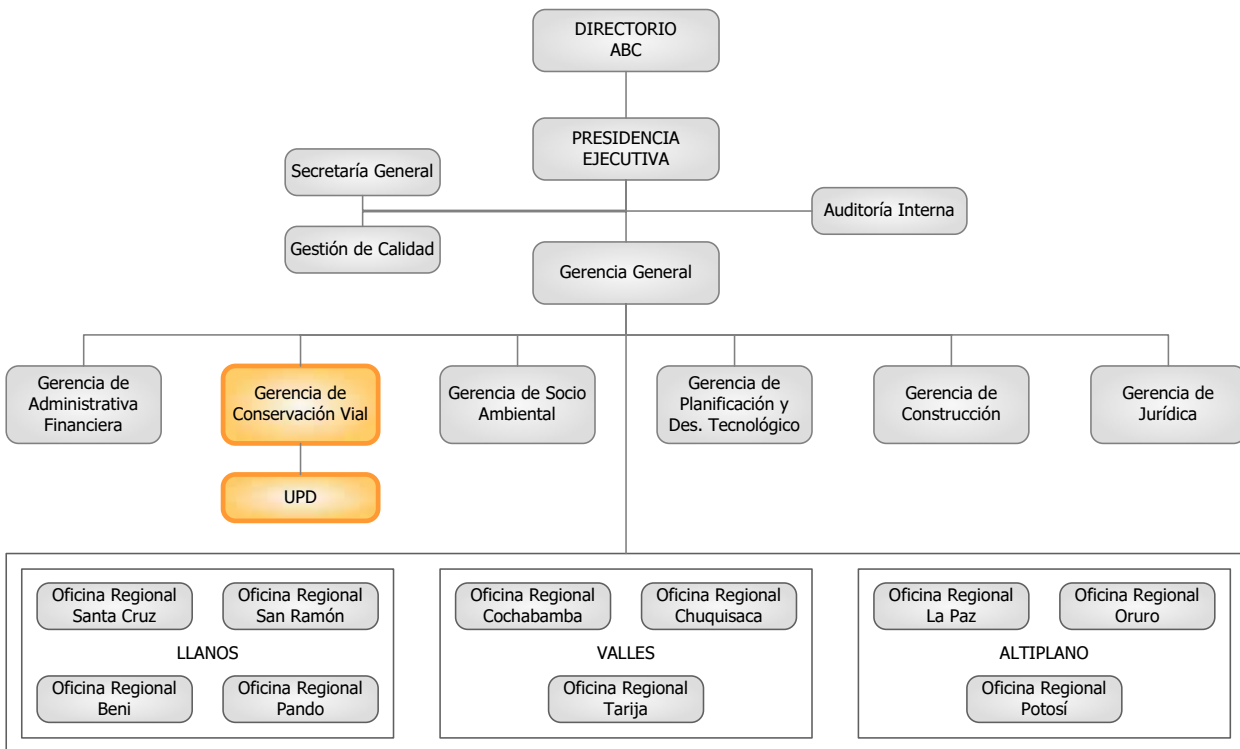 DIRECTORIO
ABC
PRESIDENCIA
EJECUTIVA
Secretaría General
Auditoría Interna
Gestión de Calidad
Gerencia General
Gerencia de
Administrativa
Financiera
Gerencia de
Conservación Vial
Gerencia de Socio
Ambiental
Gerencia de
Planificación y
Des. Tecnológico
Gerencia de
Construcción
Gerencia de
Jurídica
UPD
Oficina Regional
Santa Cruz
Oficina Regional
San Ramón
LLANOS
Oficina Regional
Beni
Oficina Regional
Pando
Oficina Regional
Cochabamba
Oficina Regional
Chuquisaca
VALLES
Oficina Regional
Tarija
Oficina Regional
La Paz
Oficina Regional
Oruro
ALTIPLANO
Oficina Regional
Potosí